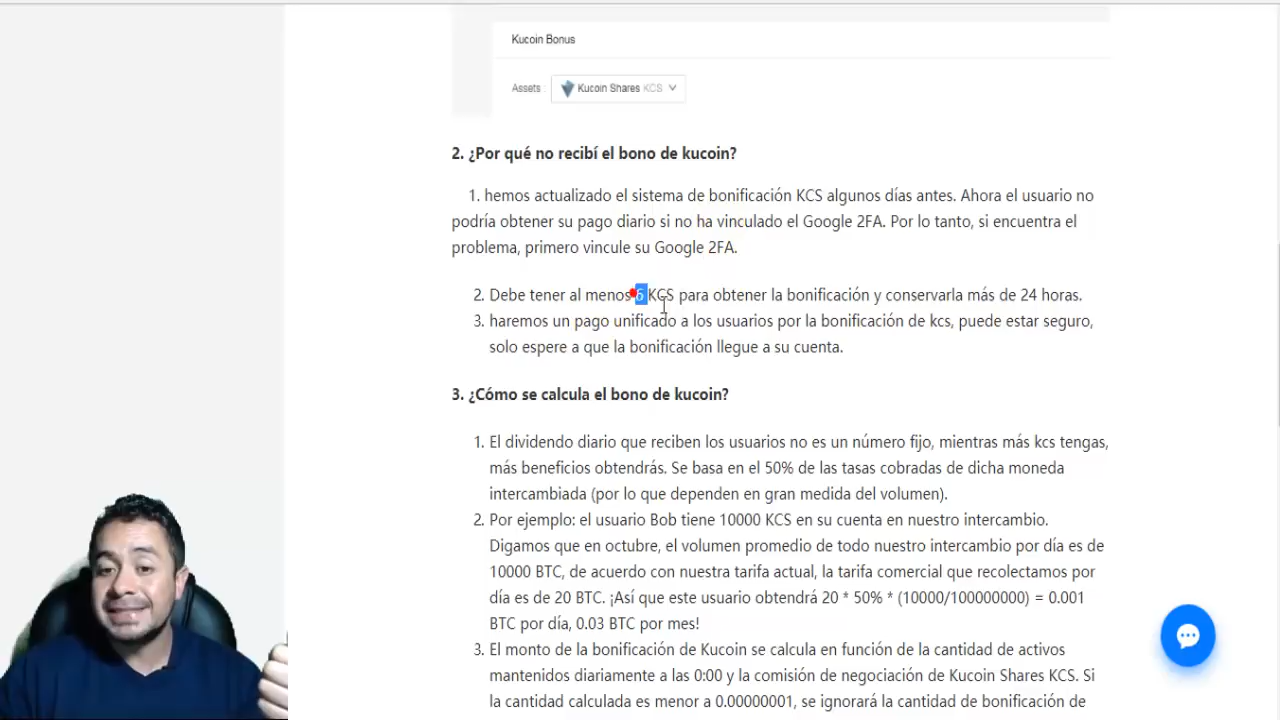 Kucoin Bonus
Assets : Kucoin Shares KCS
2. ¿Por qué no recibí el bono de kucoin?
1. hemos actualizado el sistema de bonificación KCS algunos días antes. Ahora el usuario no
podría obtener su pago diario si no ha vinculado el Google 2FA. Por lo tanto, si encuentra el
problema, primero vincule su Google 2FA.
2. Debe tener al menos 6 KCS para obtener la bonificación y conservarla más de 24 horas.
3. haremos un pago unificado a los usuarios por la bonificación de kcs, puede estar seguro,
solo espere a que la bonificación llegue a su cuenta.
3. ¿Cómo se calcula el bono de kucoin?
1. El dividendo diario que reciben los usuarios no es un número fijo, mientras más kcs tengas,
más beneficios obtendrás. Se basa en el 50% de las tasas cobradas de dicha moneda
intercambiada (por lo que dependen en gran medida del volumen).
2. Por ejemplo: el usuario Bob tiene 10000 KCS en su cuenta en nuestro intercambio.
Digamos que en octubre, el volumen promedio de todo nuestro intercambio por día es de
10000 BTC, de acuerdo con nuestra tarifa actual, la tarifa comercial que recolectamos por
día es de 20 BTC. ¡Así que este usuario obtendrá 20 * 50% * (10000/100000000) = 0.001
BTC por día, 0.03 BTC por mes!
3. El monto de la bonificación de Kucoin se calcula en función de la cantidad de activos
mantenidos diariamente a las 0:00 y la comisión de negociación de Kucoin Shares KCS. Si
la cantidad calculada es menor a 0.00000001, se ignorará la cantidad de bonificación de